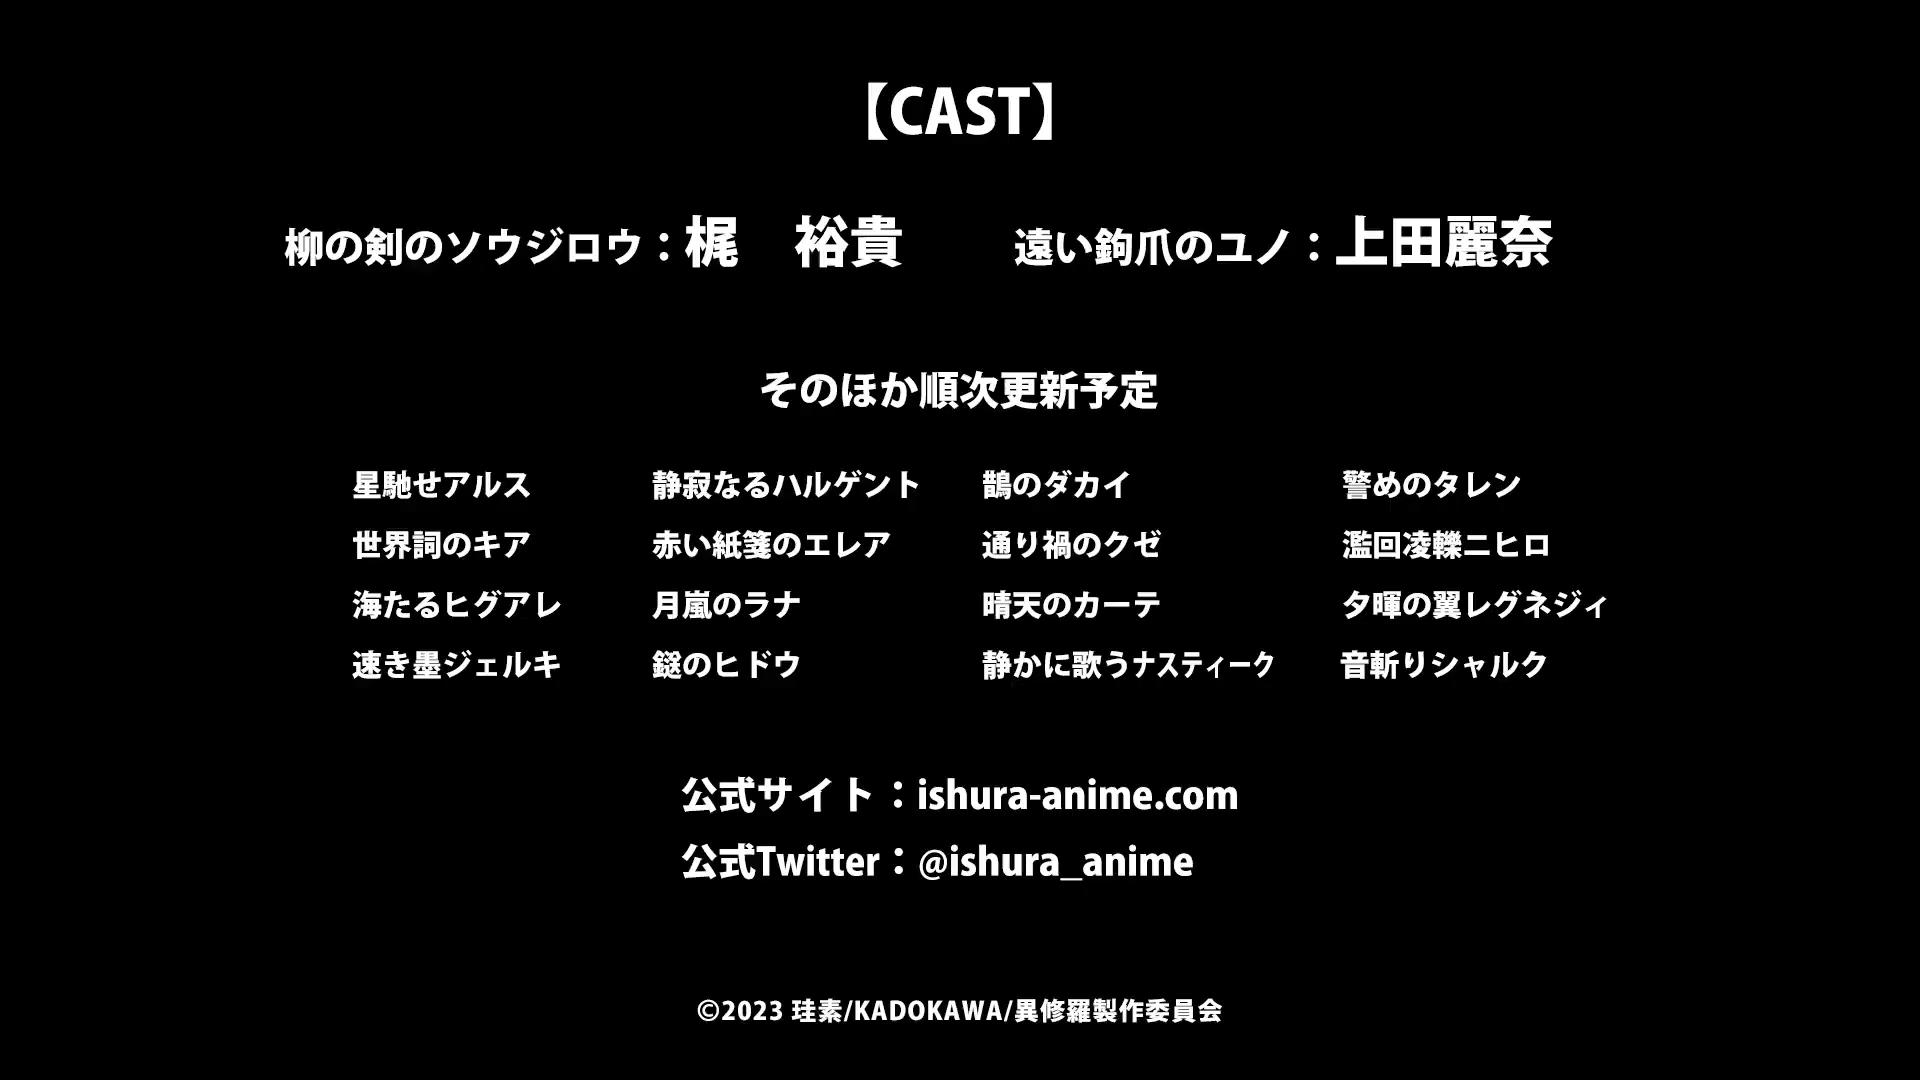 【CAST】
柳の剣のソウジロウ：梶　裕貴　　遠い鉤爪のユノ：上田麗奈
そのほか順次更新予定
星馳せアルス　静寂なるハルゲント　鵲のダカイ　警めのタレン
世界詞のキア　赤い紙箋のエレア　通り禍のクゼ　濫回凌轢ニヒロ
海たるヒグアレ　月嵐のラナ　晴天のカーテ　夕暉の翼レグネジィ
速き墨ジェルキ　鎹のヒドウ　静かに歌うナスティーク　音斬りシャルク
公式サイト：ishura-anime.com
公式Twitter：@ishura_anime
©2023 珪素/KADOKAWA/異修羅製作委員会